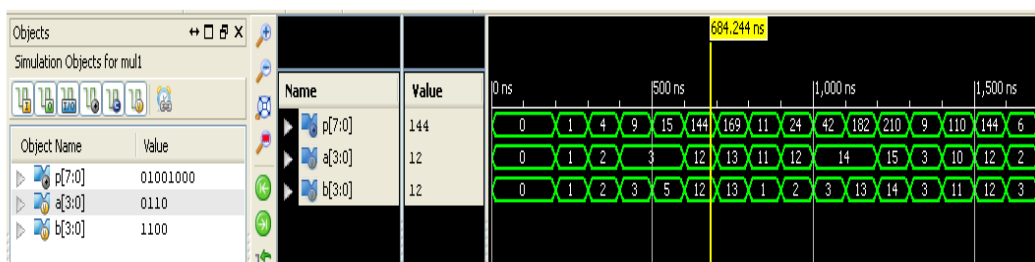 Objects
Simulation Objects for mul1
Object Name Value
p[7:0] 01001000
a[3:0] 0110
b[3:0] 1100
Name Value
p[7:0] 144
a[3:0] 12
b[3:0] 12
684.244 ns
0 ns 500 ns 1,000 ns 1,500 ns
0 1 4 9 15 144 169 11 24 42 182 210 9 110 144 6
0 1 2 3 12 13 11 12 14 15 3 10 12 2
0 1 2 3 5 12 13 1 2 3 13 14 3 11 12 3